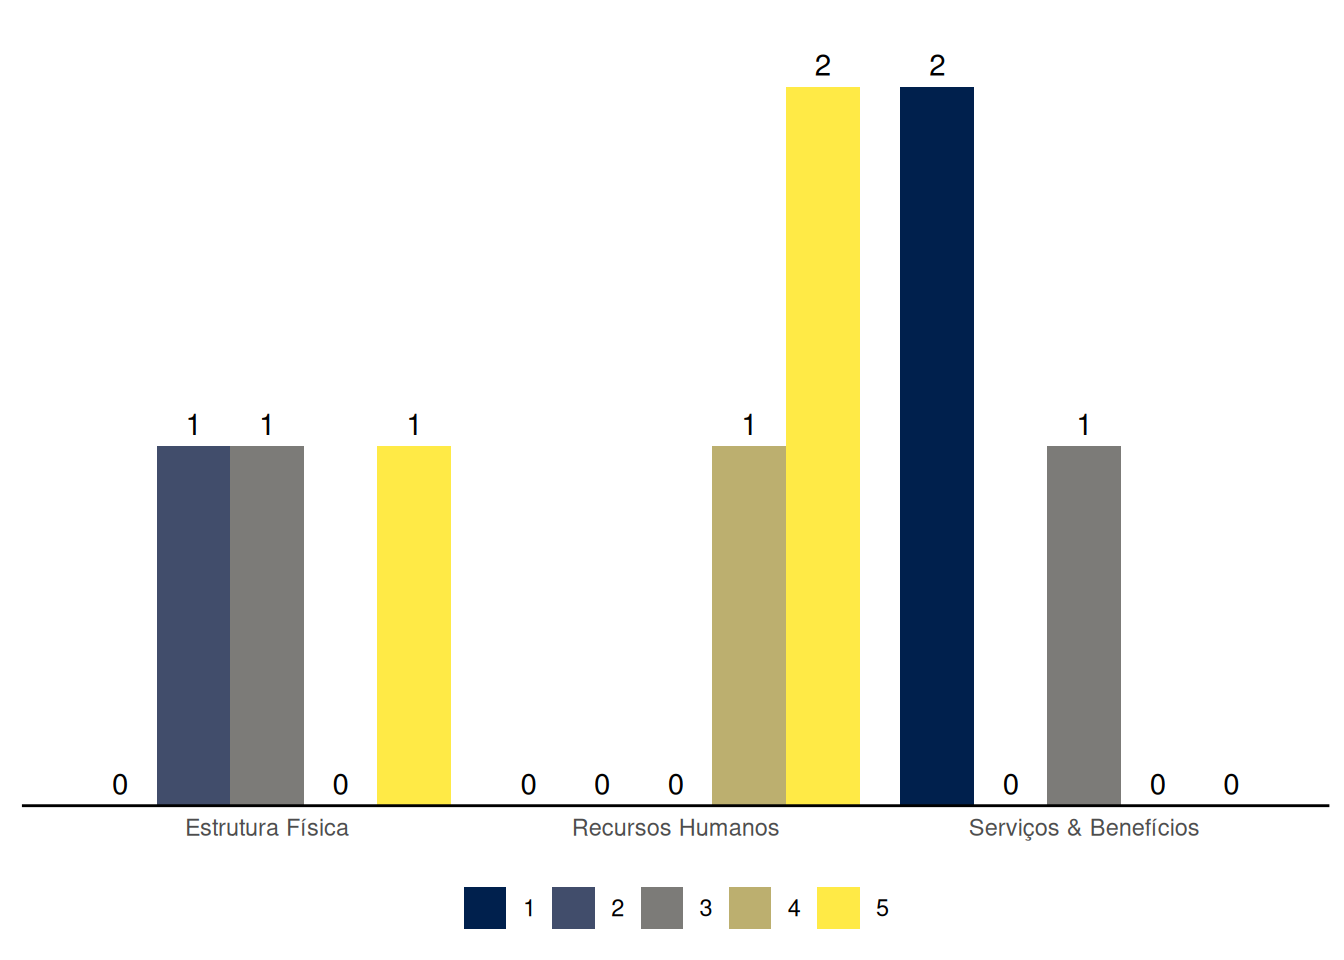 2 2
1 1 1 1 1
0 0 0 0 0 0 0 0
Estrutura Física Recursos Humanos Serviços & Benefícios
1 2 3 4 5